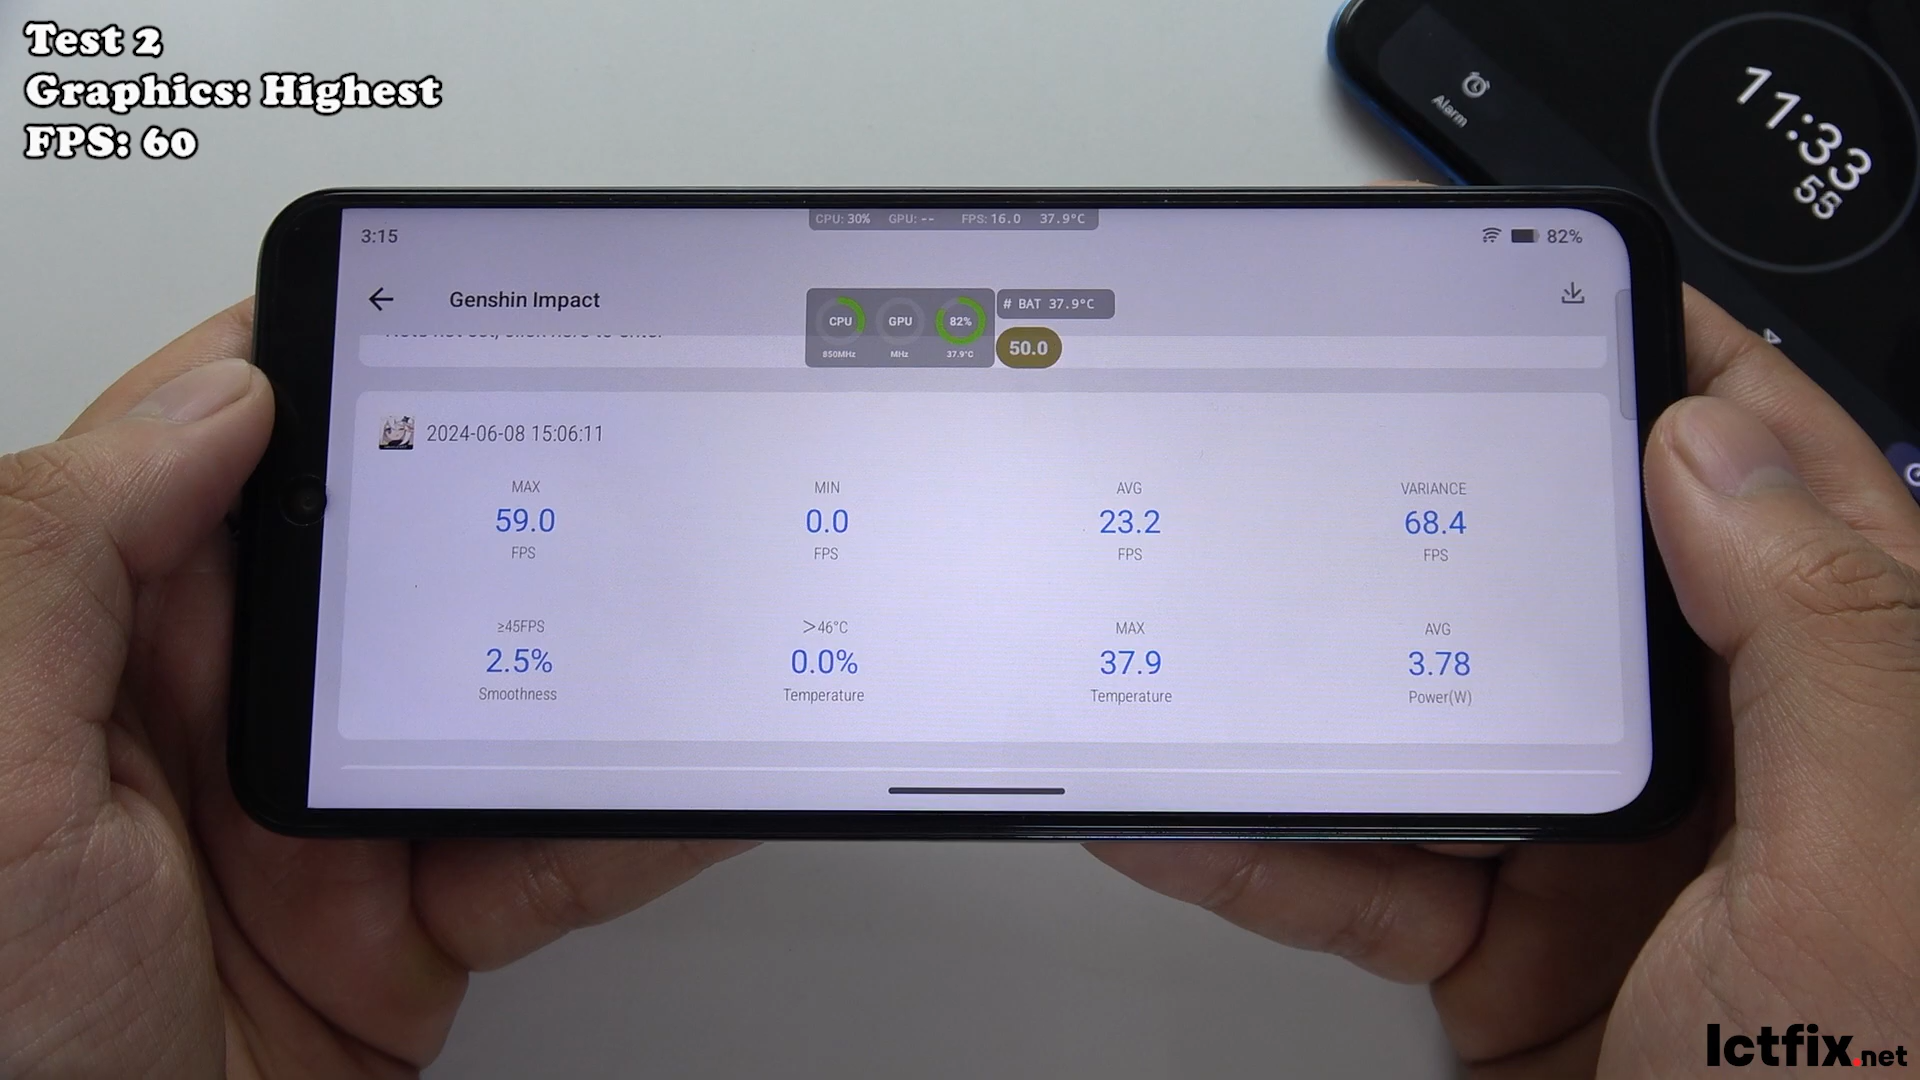 Test 2
Graphics: Highest
FPS: 60
Alarm
11:33
55
CPU: 30% GPU: -- FPS: 16.0 37.9°C
3:15
82%
Genshin Impact
CPU GPU 82%
850MHz MHz 37.9°C
# BAT 37.9°C
50.0
2024-06-08 15:06:11
MAX MIN AVG VARIANCE
59.0 0.0 23.2 68.4
FPS FPS FPS FPS
≥45FPS >46°C MAX AVG
2.5% 0.0% 37.9 3.78
Smoothness Temperature Temperature Power(W)
Ictfix.net